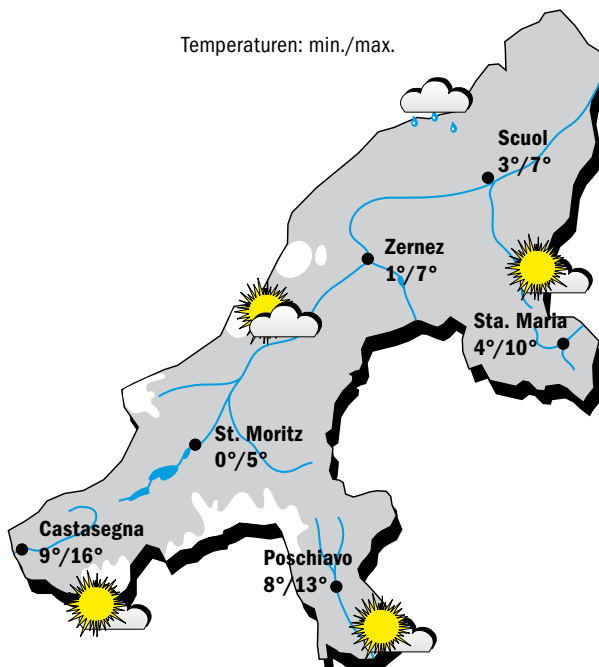 Temperaturen: min./max.
Scuol
3°/7°
Zernez
1°/7°
Sta. Maria
4°/10°
St. Moritz
0°/5°
Castasegna
9°/16°
Poschiavo
8°/13°